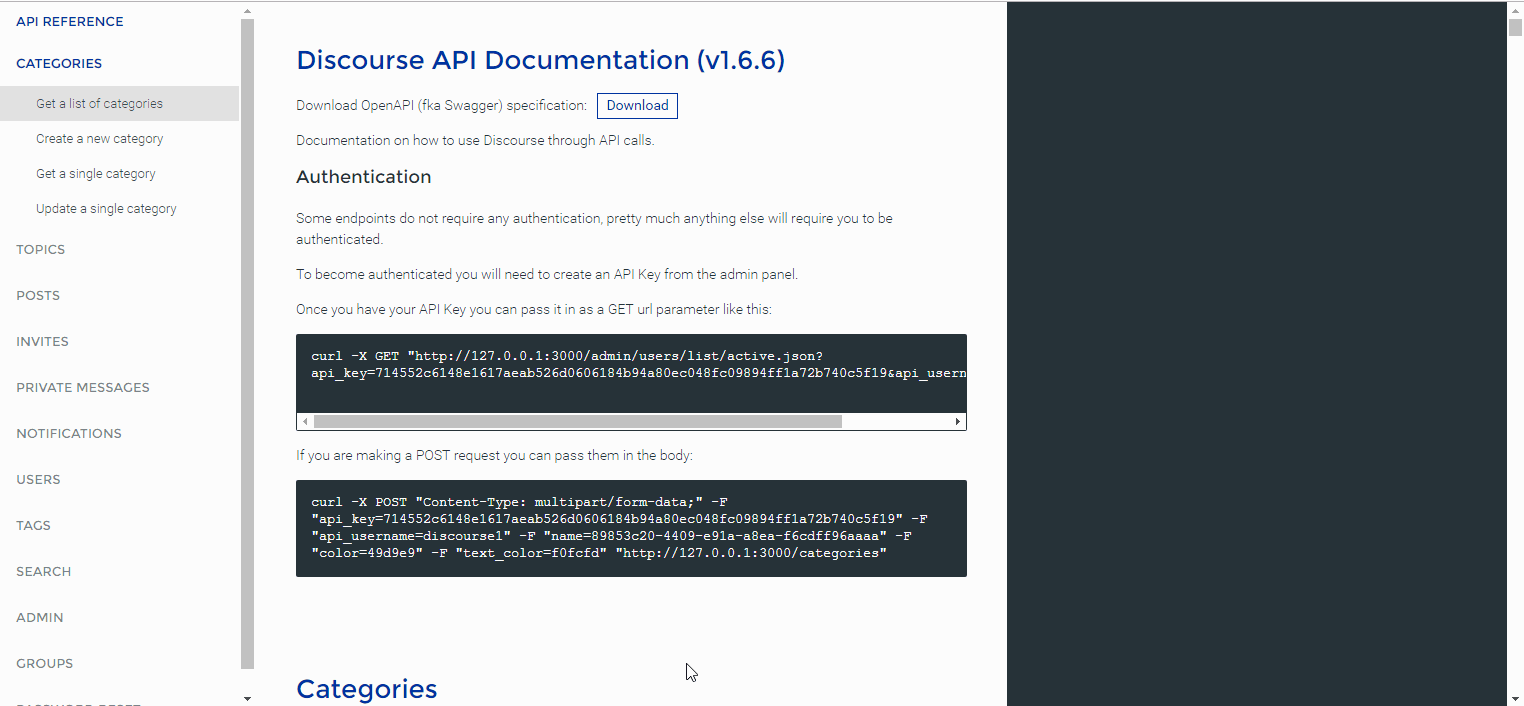 API REFERENCE
CATEGORIES
Get a list of categories
Create a new category
Get a single category
Update a single category
TOPICS
POSTS
INVITES
PRIVATE MESSAGES
NOTIFICATIONS
USERS
TAGS
SEARCH
ADMIN
GROUPS
PASSWORD RESET
Discourse API Documentation (v1.6.6)
Download OpenAPI (fka Swagger) specification: Download
Documentation on how to use Discourse through API calls.
Authentication
Some endpoints do not require any authentication, pretty much anything else will require you to be
authenticated.
To become authenticated you will need to create an API Key from the admin panel.
Once you have your API Key you can pass it in as a GET url parameter like this:
curl -X GET "http://127.0.0.1:3000/admin/users/list/active.json?
api_key=714552c6148e1617aeab526d0606184b94a80ec048fc09894ff1a72b740c5f19&api_usern
If you are making a POST request you can pass them in the body:
curl -X POST "Content-Type: multipart/form-data;" -F
"api_key=714552c6148e1617aeab526d0606184b94a80ec048fc09894ff1a72b740c5f19" -F
"api_username=discourse1" -F "name=89853c20-4409-e91a-a8ea-f6cdff96aaaa" -F
"color=49d9e9" -F "text_color=f0fcfd" "http://127.0.0.1:3000/categories"
Categories